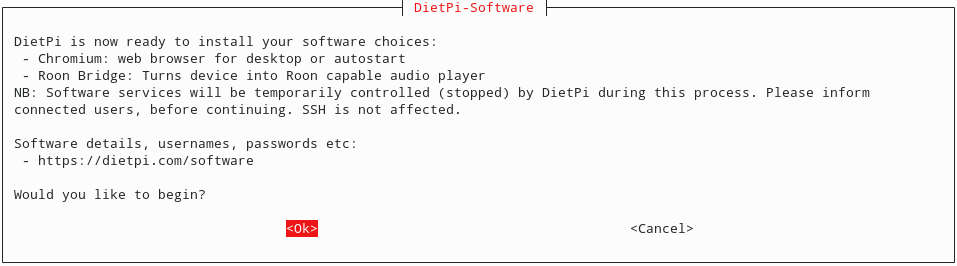 DietPi-Software
DietPi is now ready to install your software choices:
- Chromium: web browser for desktop or autostart
- Roon Bridge: Turns device into Roon capable audio player
NB: Software services will be temporarily controlled (stopped) by DietPi during this process. Please inform
connected users, before continuing. SSH is not affected.
Software details, usernames, passwords etc:
- https://dietpi.com/software
Would you like to begin?
<Ok> <Cancel>